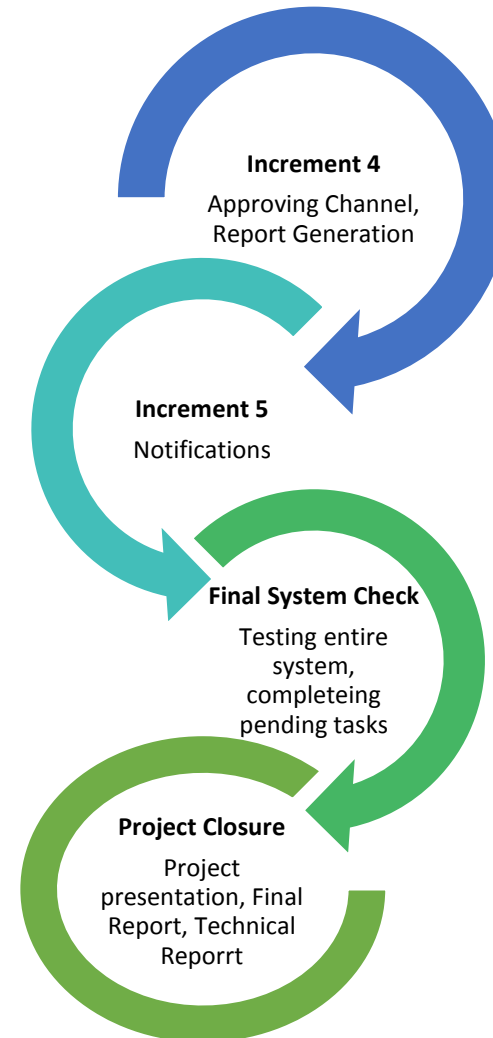 Increment 4
Approving Channel,
Report Generation
Increment 5
Notifications
Final System Check
Testing entire
system,
completeing
pending tasks
Project Closure
Project
presentation, Final
Report, Technical
Reporrt